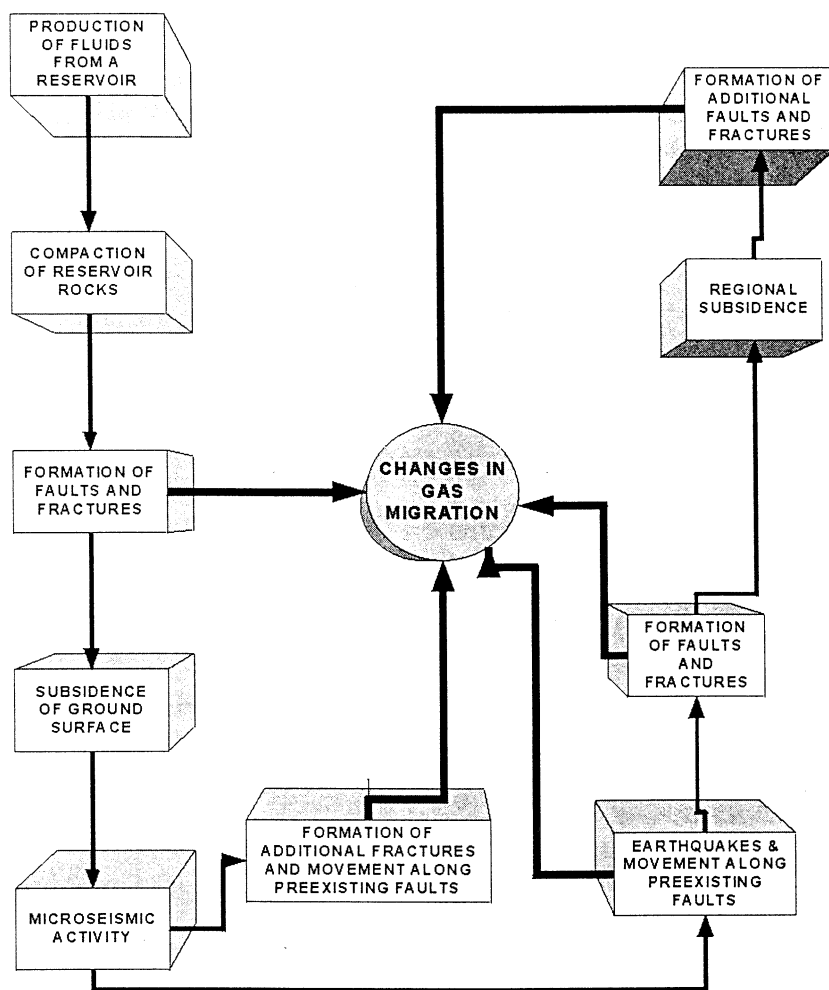 PRODUCTION
OF FLUIDS
FROM A
RESERVOIR
COMPACTION
OF RESERVOIR
ROCKS
FORMATION OF
FAULTS AND
FRACTURES
SUBSIDENCE
OF GROUND
SURFACE
MICROSEISMIC
ACTIVITY
FORMATION OF
ADDITIONAL FRACTURES
AND MOVEMENT ALONG
PREEXISTING FAULTS
CHANGES IN
GAS
MIGRATION
EARTHQUAKES &
MOVEMENT ALONG
PREEXISTING
FAULTS
FORMATION
OF FAULTS
AND
FRACTURES
REGIONAL
SUBSIDENCE
FORMATION OF
ADDITIONAL
FAULTS AND
FRACTURES